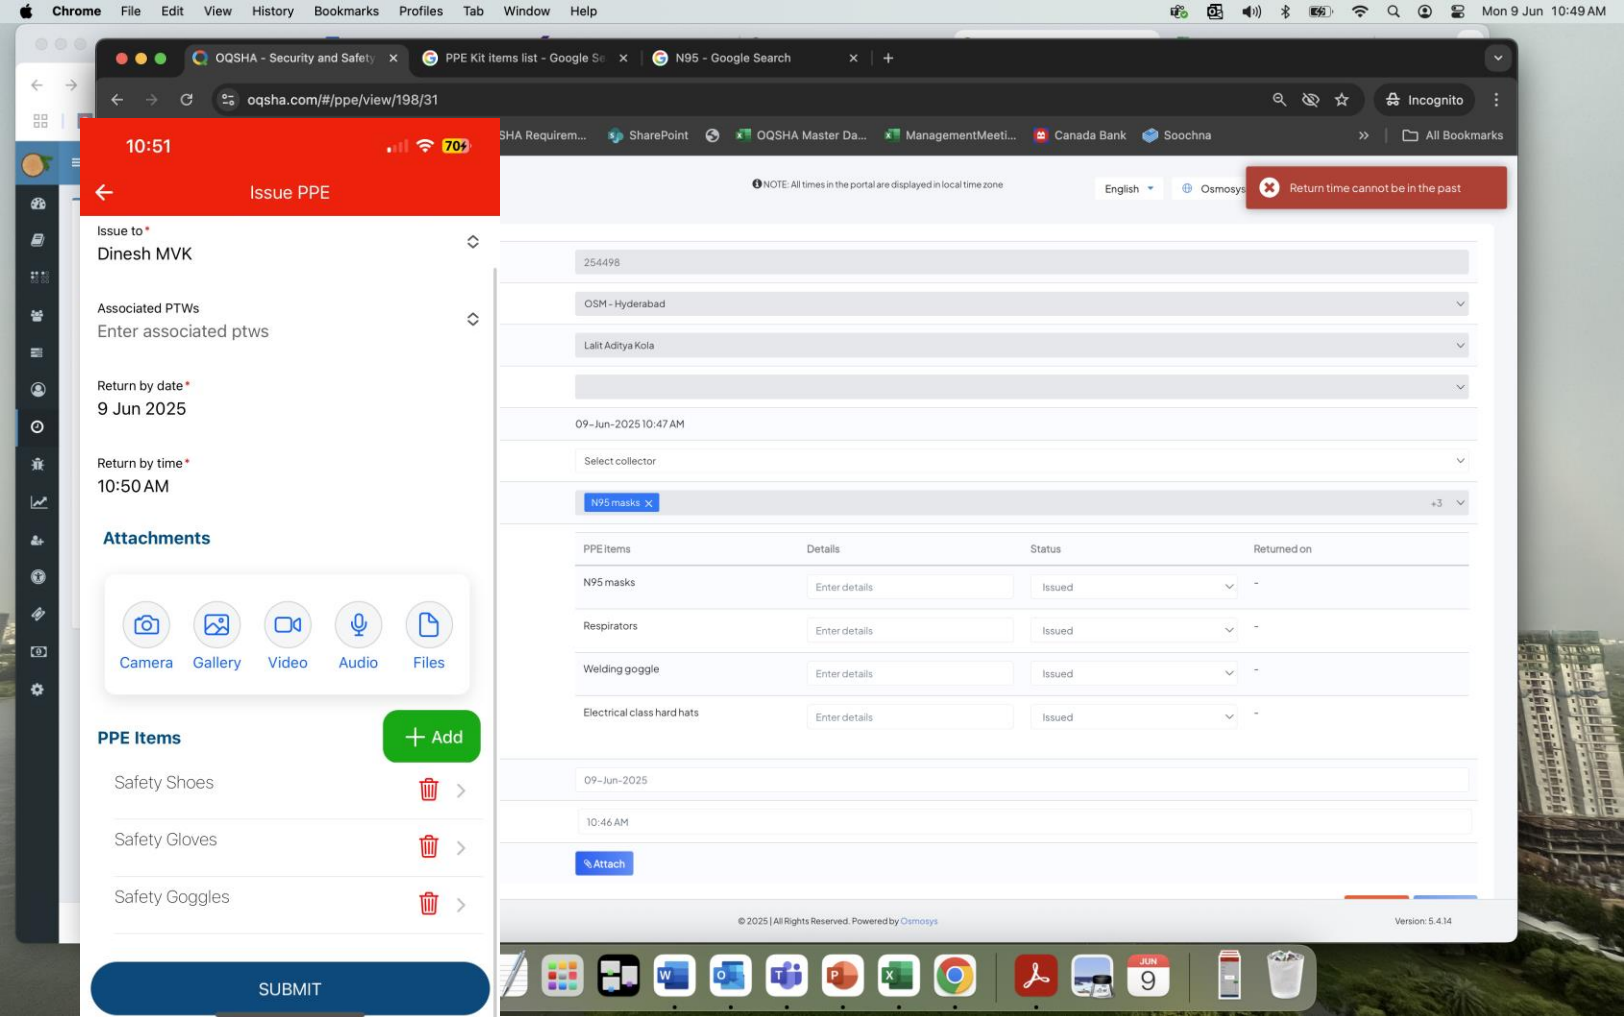 Chrome File Edit View History Bookmarks Profiles Tab Window Help
Mon 9 Jun 10:49 AM
OQSHA - Security and Safety
PPE Kit items list - Google Se
N95 - Google Search
oqsha.com/#/ppe/view/198/31
Incognito
SHA Requirem...
SharePoint
OQSHA Master Da...
ManagementMeeti...
Canada Bank
Soochna
All Bookmarks
10:51
70
Issue PPE
NOTE: All times in the portal are displayed in local time zone
English
Osmosys
Return time cannot be in the past
Issue to*
Dinesh MVK
Associated PTWs
Enter associated ptws
Return by date*
9 Jun 2025
Return by time*
10:50 AM
Attachments
Camera
Gallery
Video
Audio
Files
PPE Items
Add
Safety Shoes
Safety Gloves
Safety Goggles
SUBMIT
254498
OSM - Hyderabad
Lalit Aditya Kola
09-Jun-2025 10:47 AM
Select collector
N95 masks
+3
PPE items Details Status Returned on
N95 masks Enter details Issued -
Respirators Enter details Issued -
Welding goggle Enter details Issued -
Electrical class hard hats Enter details Issued -
09-Jun-2025
10:46 AM
Attach
© 2025 | All Rights Reserved. Powered by Osmosys
Version: 5.4.14
JUN
9